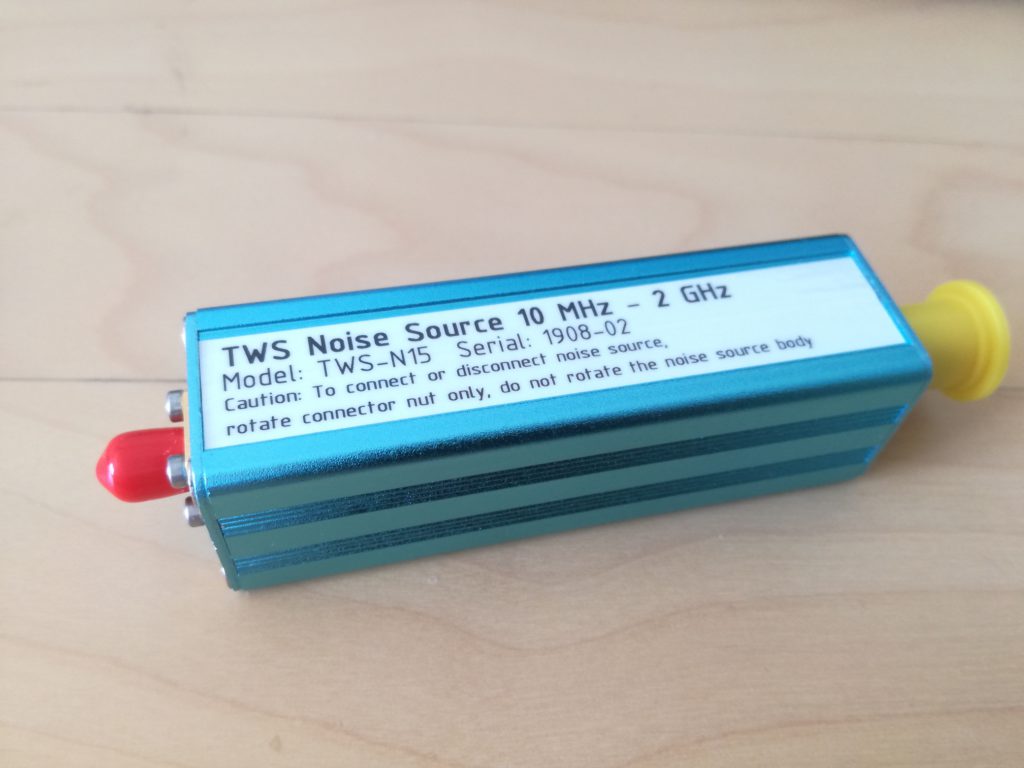 TWS Noise Source 10 MHz - 2 GHz
Model: TWS-N15 Serial: 1908-02
Caution: To connect or disconnect noise source,
rotate connector nut only, do not rotate the noise source body